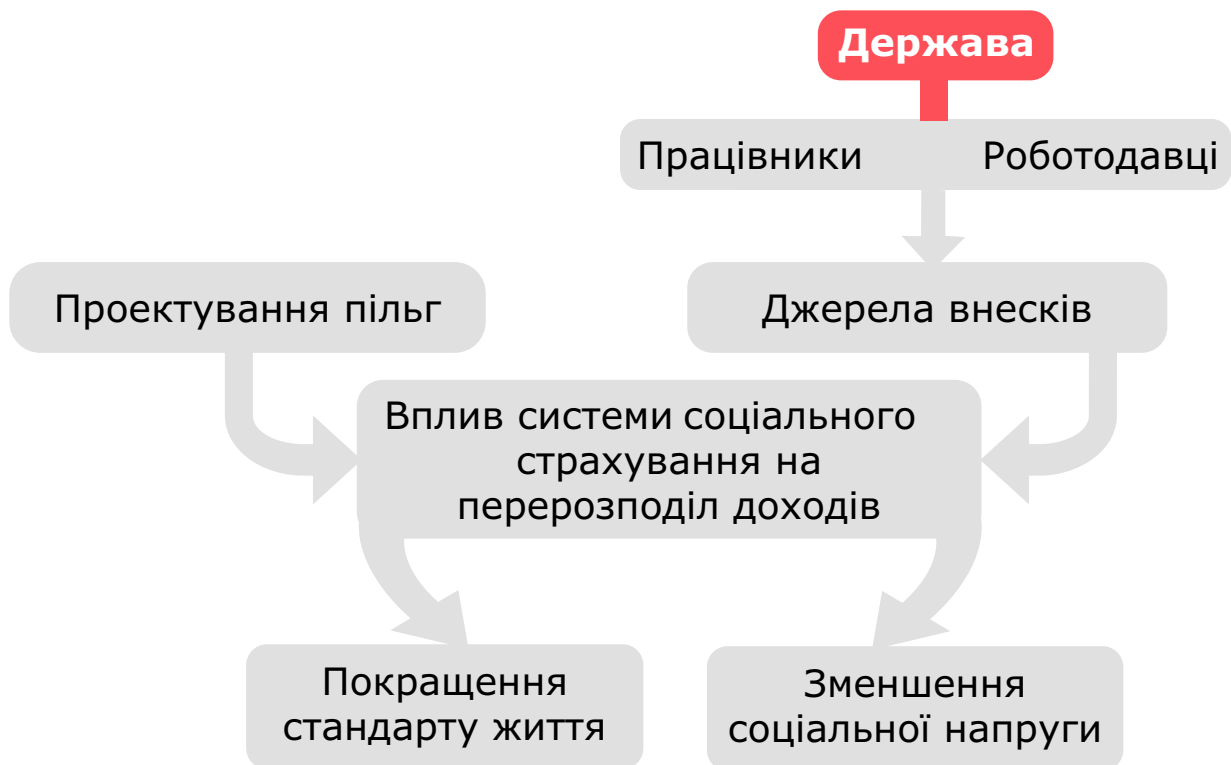 Держава
Працівники Роботодавці
Проектування пільг
Джерела внесків
Вплив системи соціального
страхування на
перерозподіл доходів
Покращення
стандарту життя
Зменшення
соціальної напруги